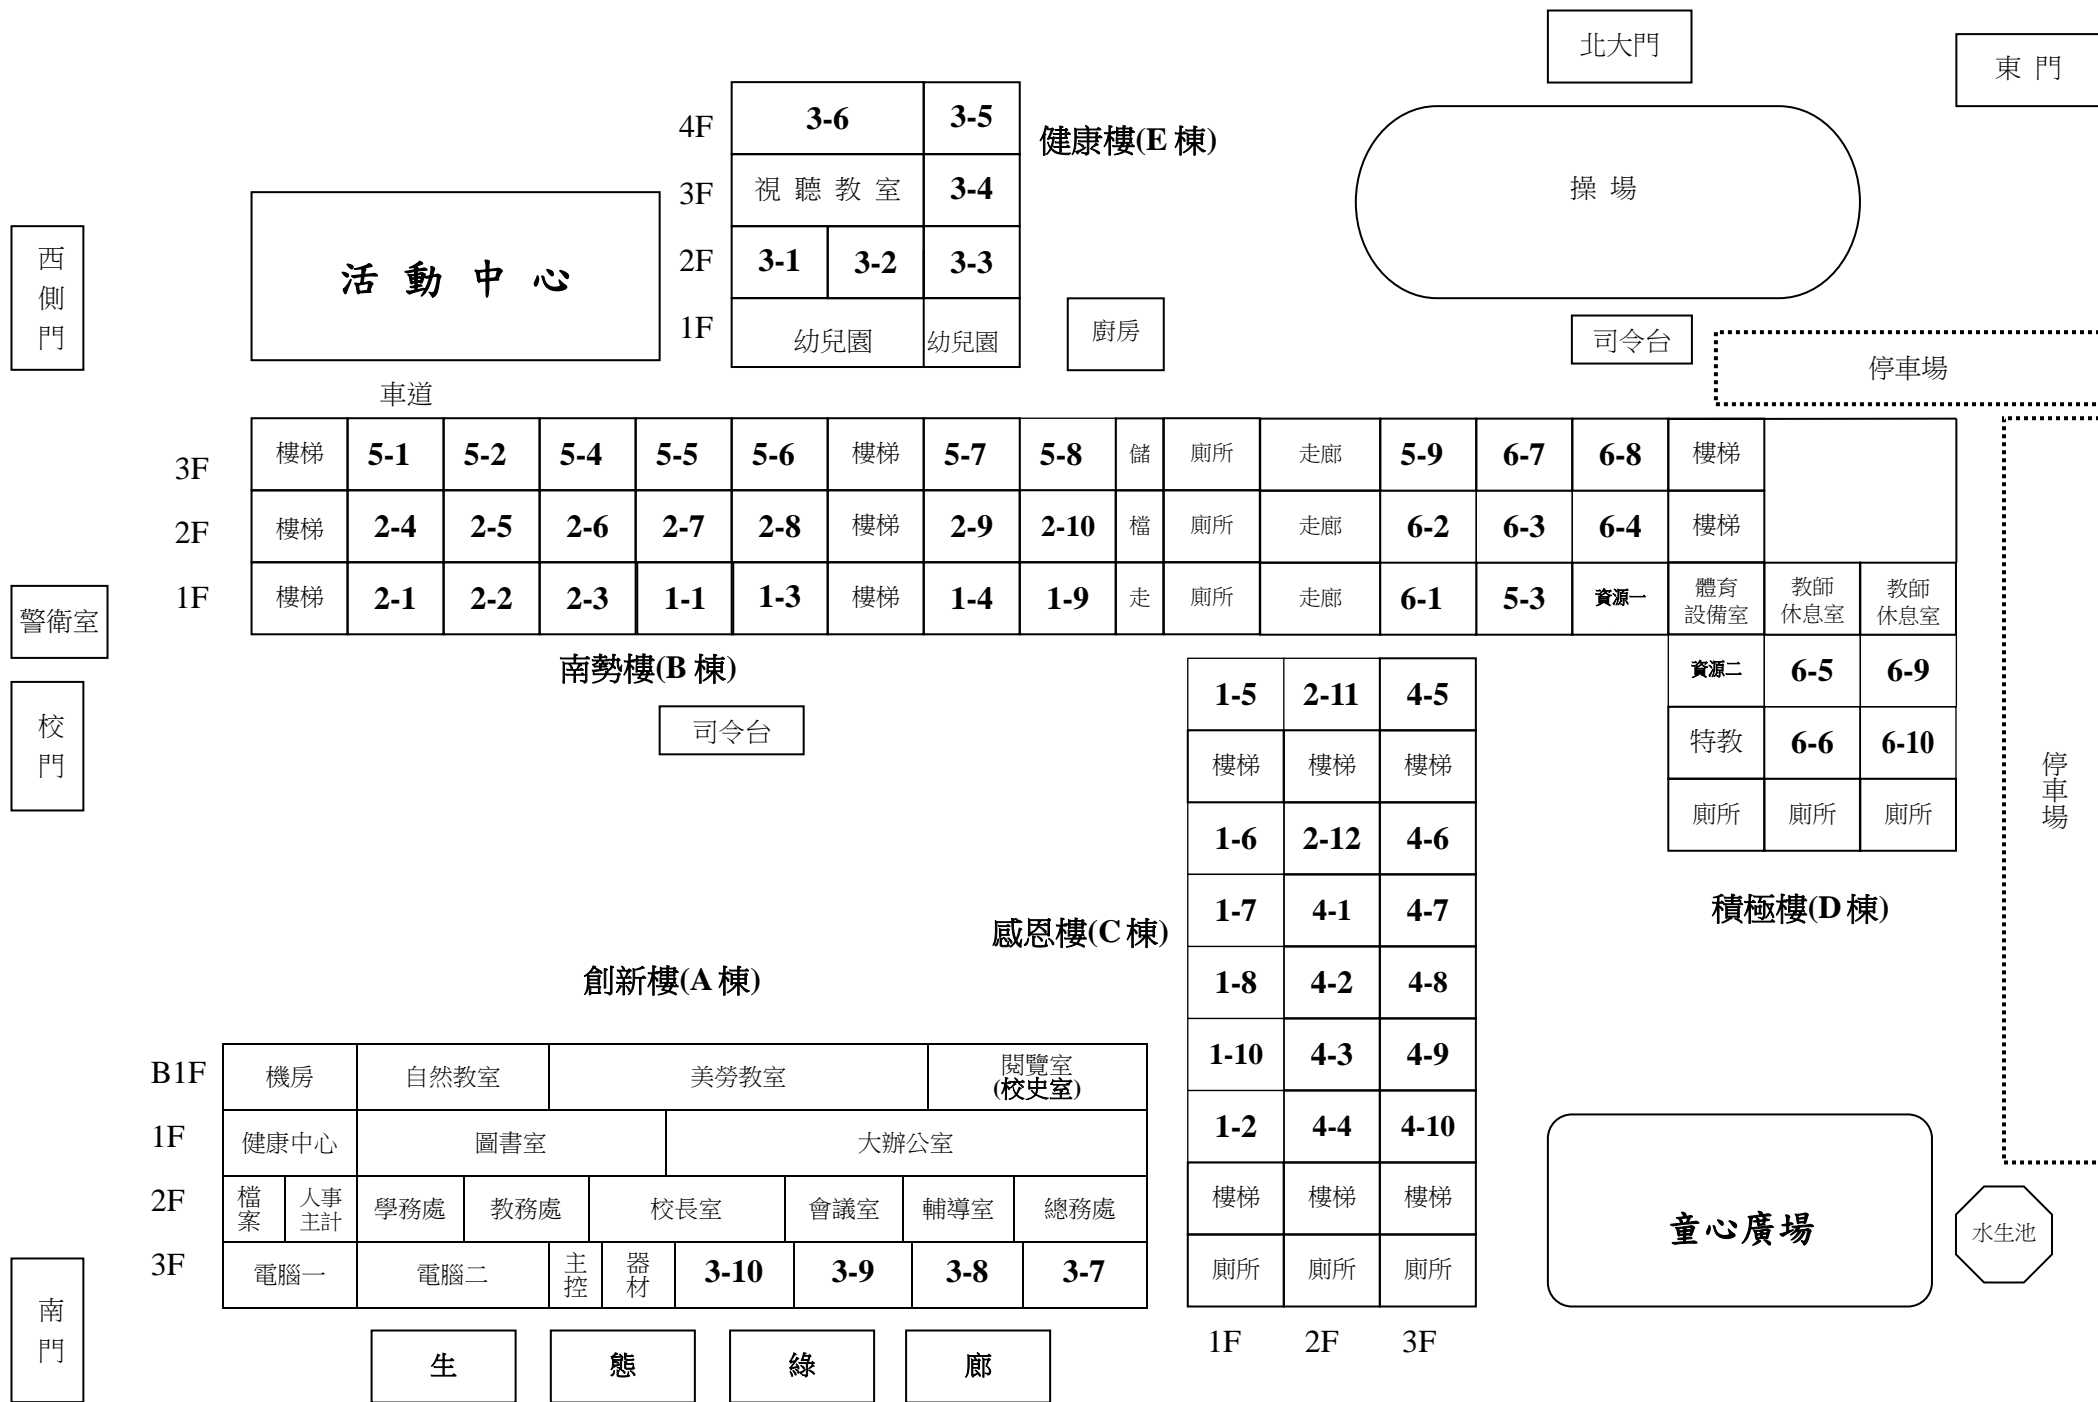 北大門
東 門
4F 3-6 3-5 健康樓(E 棟)
3F 視 聽 教 室 3-4
操 場
西側門
活 動 中 心
2F 3-1 3-2 3-3
1F 幼兒園 幼兒園
廚房
司令台
停車場
車道
3F 樓梯 5-1 5-2 5-4 5-5 5-6 樓梯 5-7 5-8 儲 廁所 走廊 5-9 6-7 6-8 樓梯
2F 樓梯 2-4 2-5 2-6 2-7 2-8 樓梯 2-9 2-10 檔 廁所 走廊 6-2 6-3 6-4 樓梯
1F 樓梯 2-1 2-2 2-3 1-1 1-3 樓梯 1-4 1-9 走 廁所 走廊 6-1 5-3 資源一 體育設備室 教師休息室 教師休息室
警衛室
南勢樓(B 棟)
資源二 6-5 6-9
校門
司令台
特教 6-6 6-10
廁所 廁所 廁所
停車場
積極樓(D 棟)
1-5 2-11 4-5
樓梯 樓梯 樓梯
1-6 2-12 4-6
1-7 4-1 4-7
感恩樓(C 棟)
1-8 4-2 4-8
1-10 4-3 4-9
1-2 4-4 4-10
樓梯 樓梯 樓梯
廁所 廁所 廁所
1F 2F 3F
創新樓(A 棟)
B1F 機房 自然教室 美勞教室 閱覽室
(校史室)
1F 健康中心 圖書室 大辦公室
2F 檔案 人事主計 學務處 教務處 校長室 會議室 輔導室 總務處
3F 電腦一 電腦二 主控 器材 3-10 3-9 3-8 3-7
童心廣場
水生池
南門
生 態 綠 廊